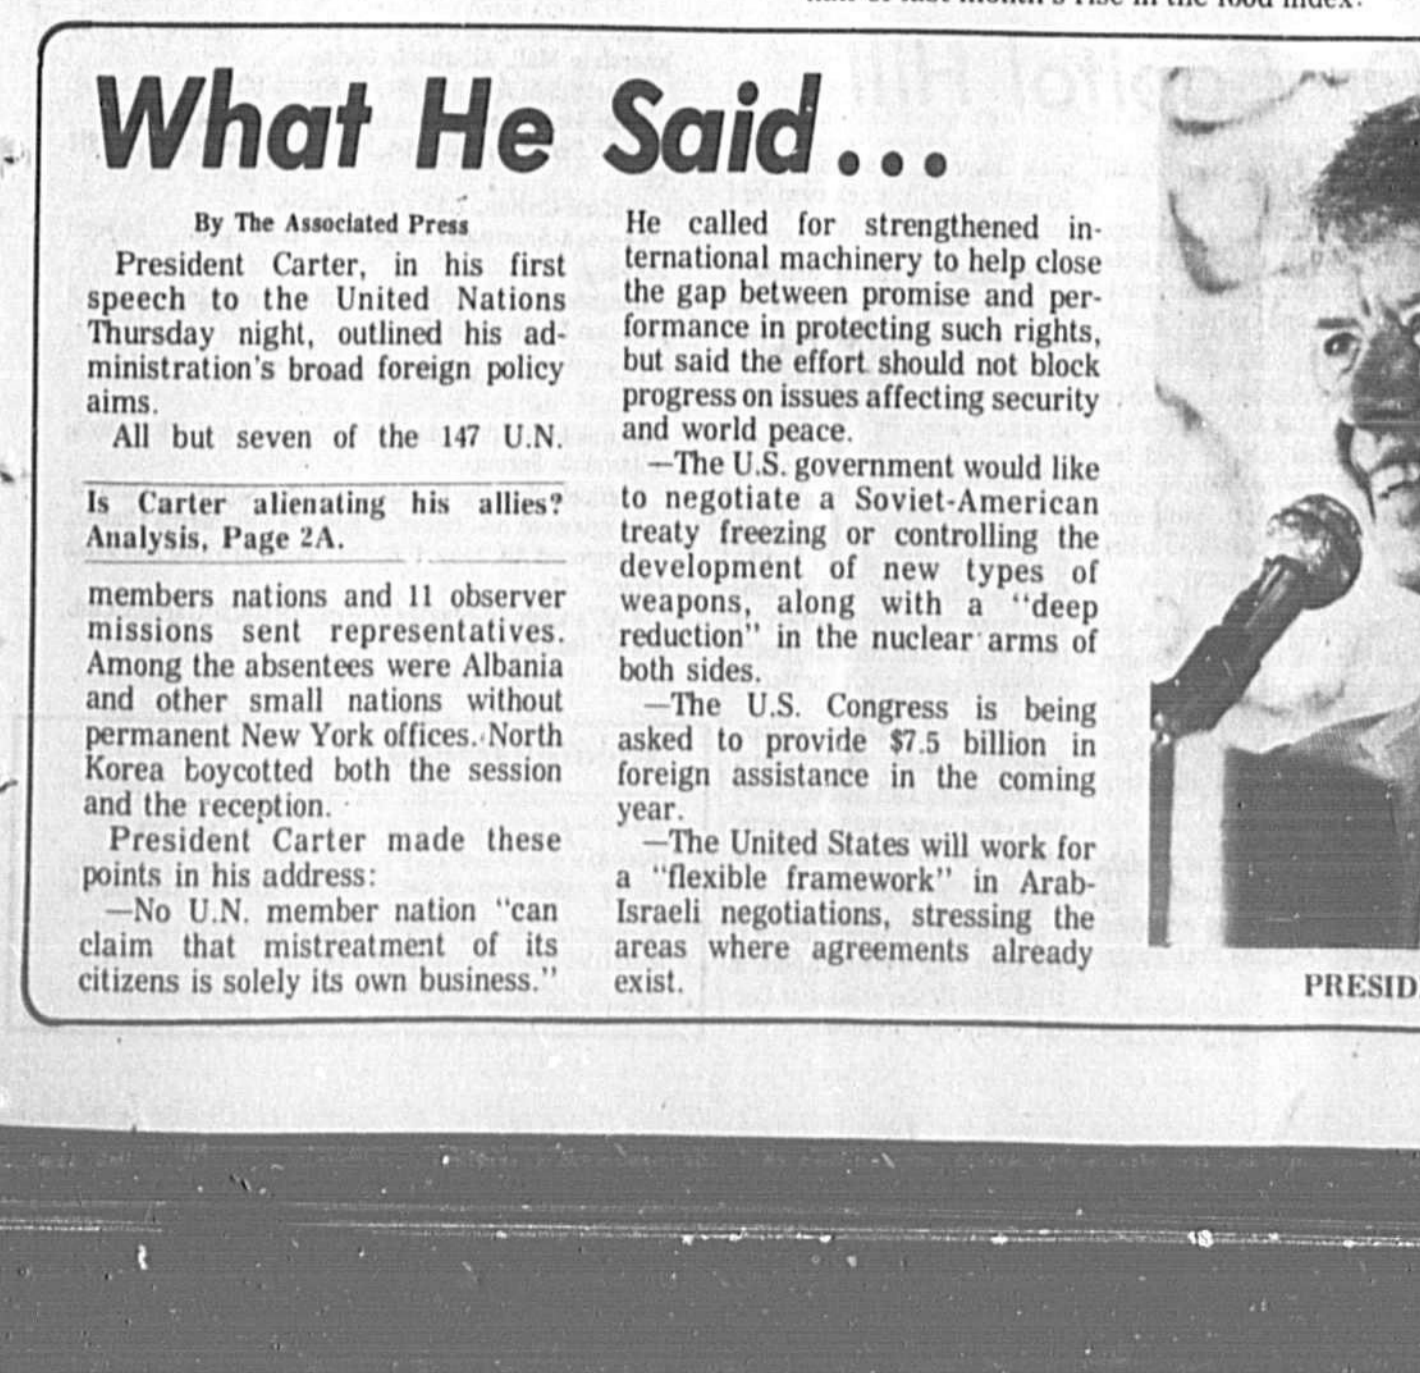 half of last month's rise in the food index.
What He Said...
By The Associated Press
President Carter, in his first
speech to the United Nations
Thursday night, outlined his ad-
ministration's broad foreign policy
aims.
All but seven of the 147 U.N.
Is Carter alienating his allies?
Analysis, Page 2A.
members nations and 11 observer
missions sent representatives.
Among the absentees were Albania
and other small nations without
permanent New York offices. North
Korea boycotted both the session
and the reception.
President Carter made these
points in his address:
—No U.N. member nation "can
claim that mistreatment of its
citizens is solely its own business."
He called for strengthened in-
ternational machinery to help close
the gap between promise and per-
formance in protecting such rights,
but said the effort should not block
progress on issues affecting security
and world peace.
—The U.S. government would like
to negotiate a Soviet-American
treaty freezing or controlling the
development of new types of
weapons, along with a "deep
reduction" in the nuclear arms of
both sides.
—The U.S. Congress is being
asked to provide $7.5 billion in
foreign assistance in the coming
year.
—The United States will work for
a "flexible framework" in Arab-
Israeli negotiations, stressing the
areas where agreements already
exist.
PRESID